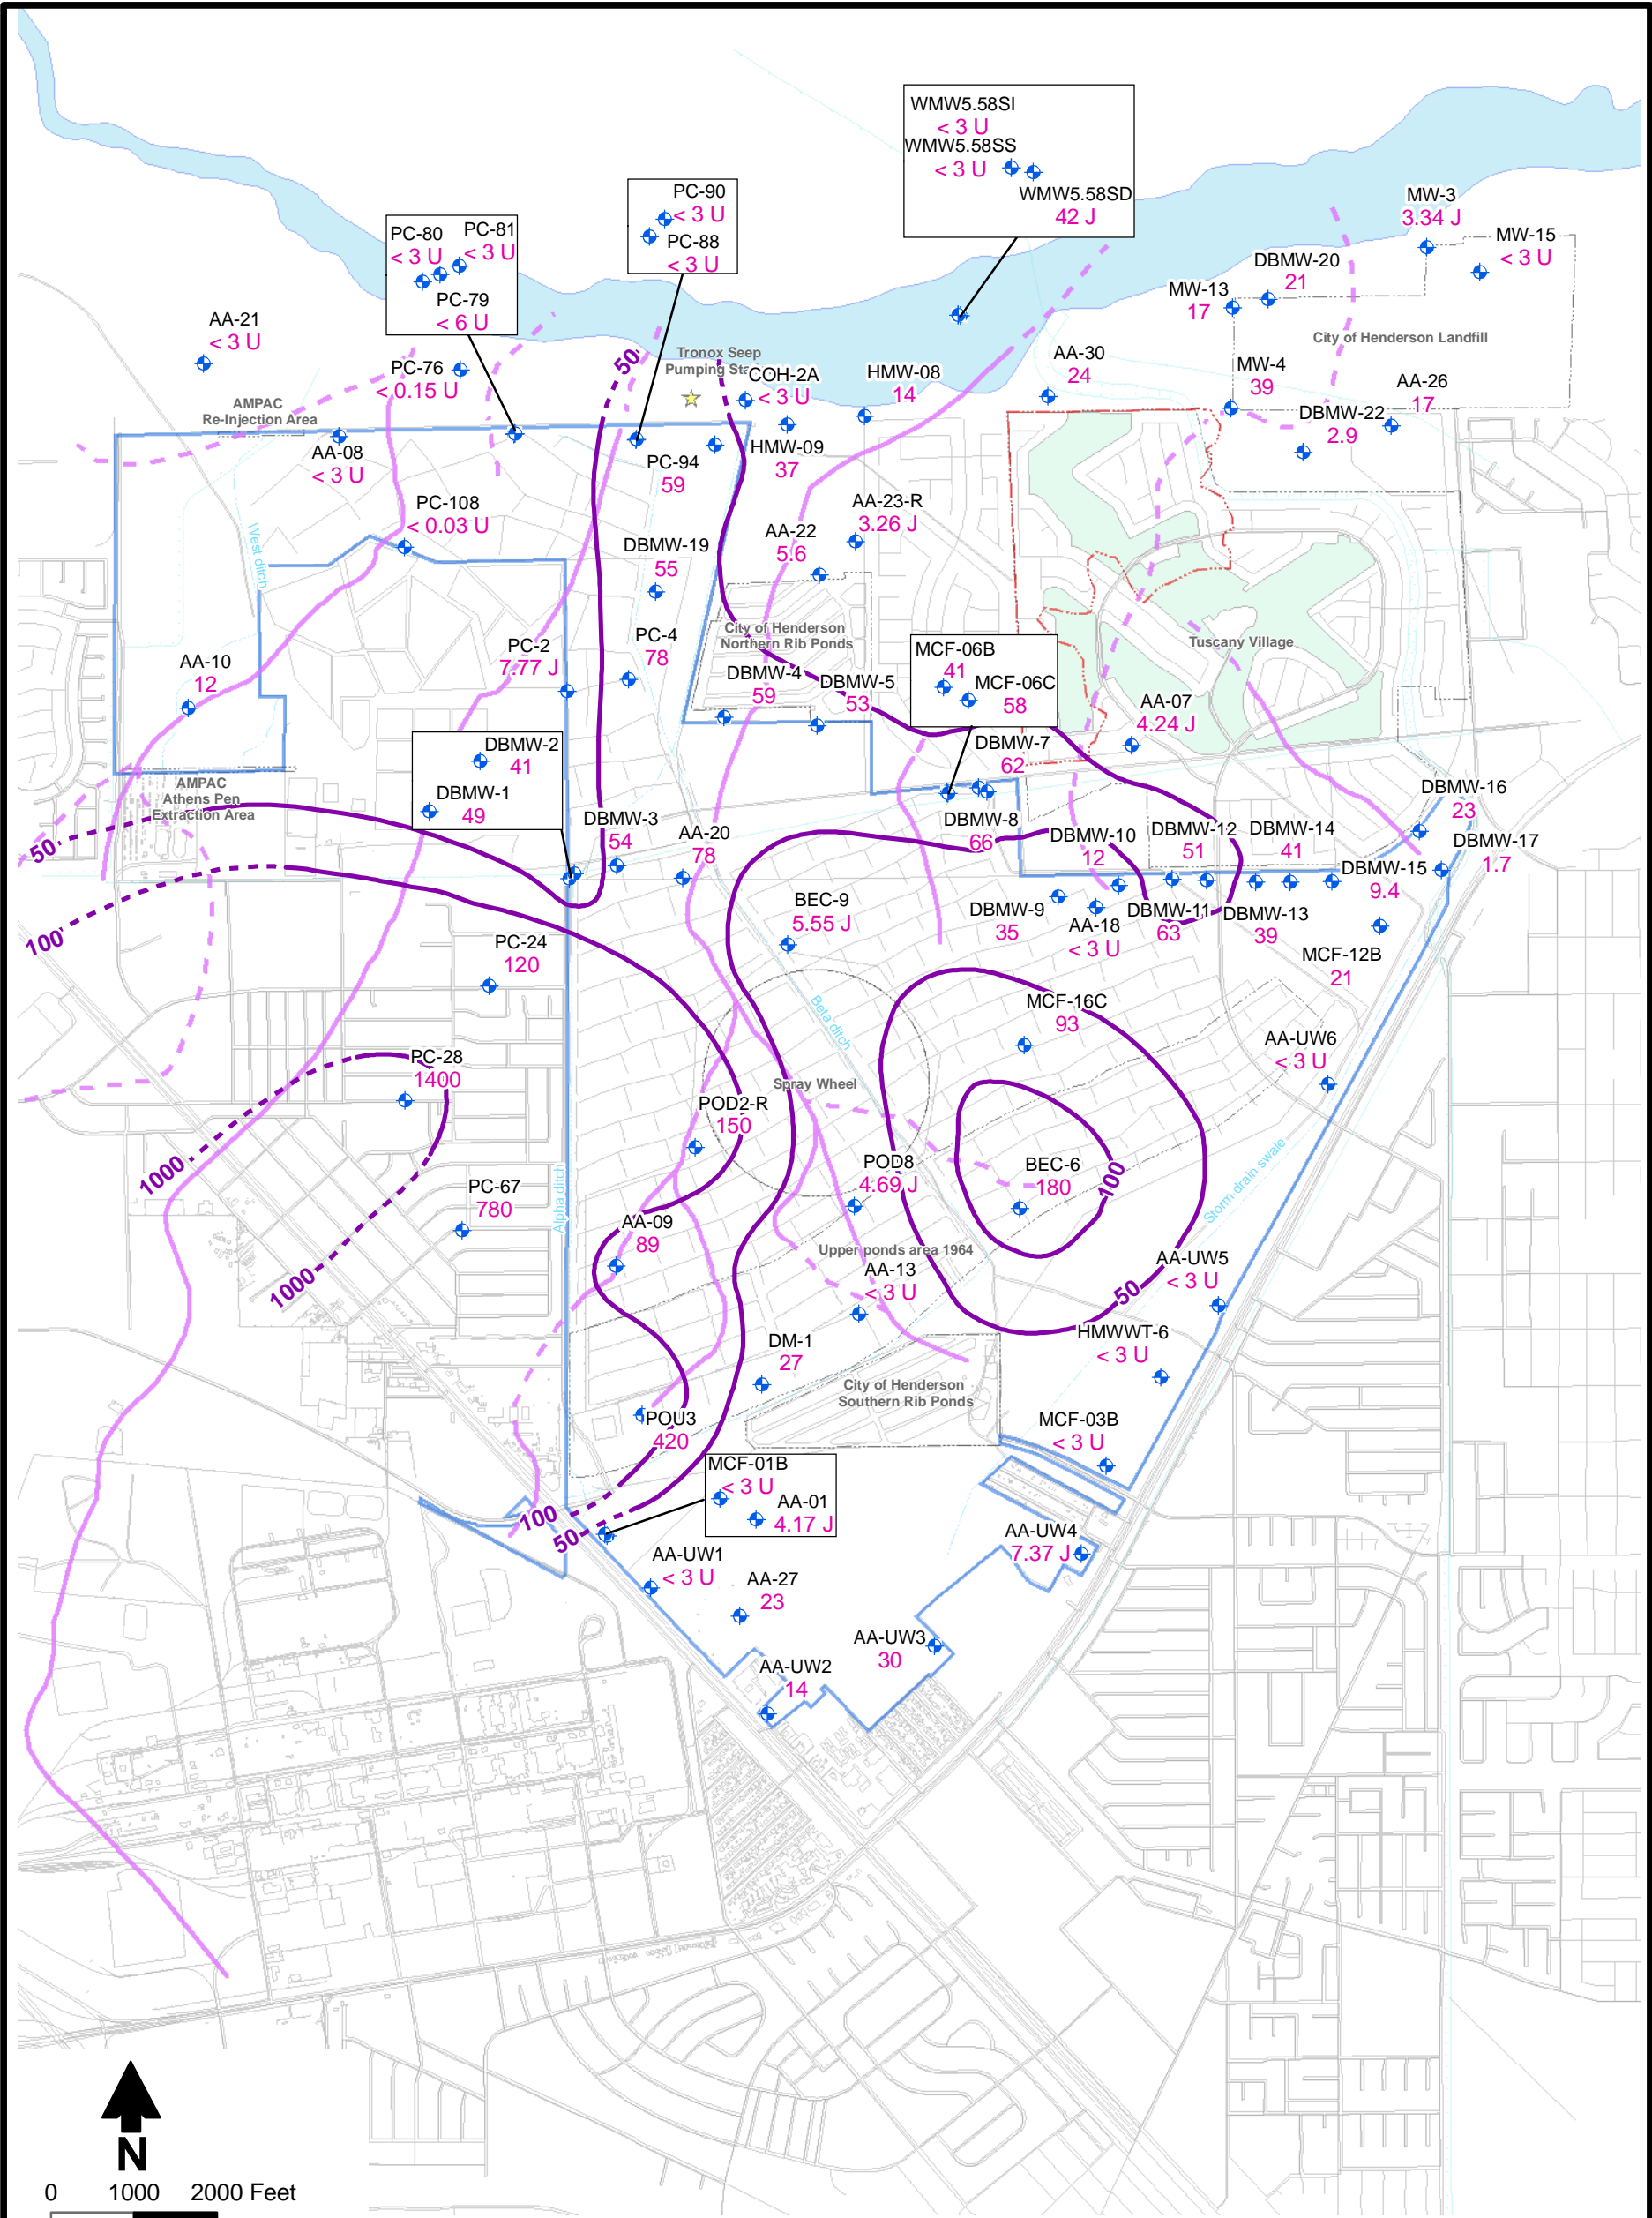 WMW5.58SI
< 3 U
WMW5.58SS
< 3 U
WMW5.58SD
42 J
PC-90
< 3 U
PC-88
< 3 U
PC-80
< 3 U
PC-81
< 3 U
PC-79
< 6 U
MW-3
3.34 J
MW-15
< 3 U
DBMW-20
21
MW-13
17
City of Henderson Landfill
AA-21
< 3 U
PC-76
< 0.15 U
50
Tronox Seep
Pumping Sta
COH-2A
< 3 U
HMW-08
14
AA-30
24
MW-4
39
AA-26
17
DBMW-22
2.9
AMPAC
Re-Injection Area
AA-08
< 3 U
PC-94
59
HMW-09
37
PC-108
< 0.03 U
West ditch
DBMW-19
55
AA-22
5.6
AA-23-R
3.26 J
City of Henderson
Northern Rib Ponds
Tuscany Village
PC-2
7.77 J
PC-4
78
AA-10
12
DBMW-4
59
DBMW-5
53
MCF-06B
41
MCF-06C
58
AA-07
4.24 J
DBMW-2
41
DBMW-1
49
DBMW-7
62
AMPAC
Athens Pen
Extraction Area
50
DBMW-3
54
AA-20
78
DBMW-8
66
DBMW-10
12
DBMW-12
51
DBMW-14
41
DBMW-16
23
DBMW-17
1.7
DBMW-15
9.4
100
BEC-9
5.55 J
DBMW-9
35
AA-18
< 3 U
DBMW-11
63
DBMW-13
39
MCF-12B
21
PC-24
120
Beta ditch
MCF-16C
93
AA-UW6
< 3 U
PC-28
1400
Spray Wheel
POD2-R
150
1000
POD8
4.69 J
BEC-6
180
100
Storm drain swale
PC-67
780
Alpha ditch
AA-09
89
Upper ponds area 1964
AA-13
< 3 U
AA-UW5
< 3 U
1000
50
HMWWT-6
< 3 U
DM-1
27
City of Henderson
Southern Rib Ponds
POU3
420
MCF-03B
< 3 U
MCF-01B
< 3 U
AA-01
4.17 J
100
50
AA-UW4
7.37 J
AA-UW1
< 3 U
AA-27
23
AA-UW3
30
AA-UW2
14
N
0 1000 2000 Feet